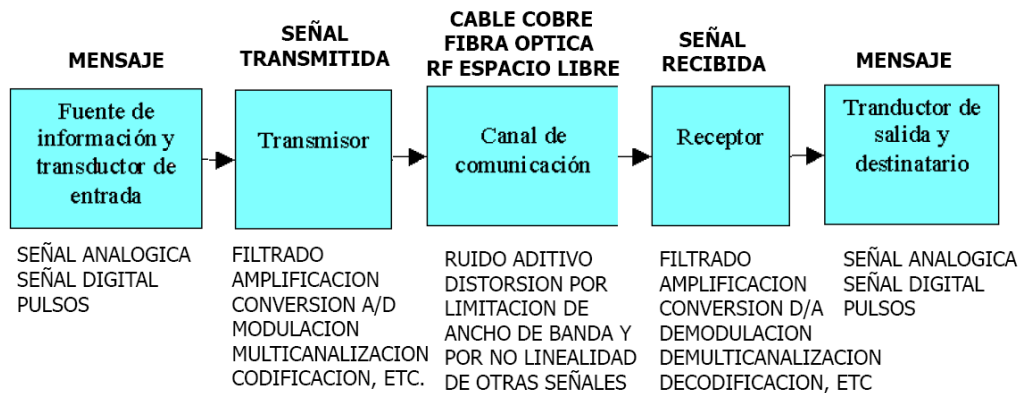 MENSAJE
SEÑAL
TRANSMITIDA
CABLE COBRE
FIBRA OPTICA
RF ESPACIO LIBRE
SEÑAL
RECIBIDA
MENSAJE
Fuente de
información y
transductor de
entrada
Transmisor
Canal de
comunicación
Receptor
Tranductor de
salida y
destinatario
SEÑAL ANALOGICA
SEÑAL DIGITAL
PULSOS
FILTRADO
AMPLIFICACION
CONVERSION A/D
MODULACION
MULTICANALIZACION
CODIFICACION, ETC.
RUIDO ADITIVO
DISTORSION POR
LIMITACION DE
ANCHO DE BANDA Y
POR NO LINEALIDAD
DE OTRAS SEÑALES
FILTRADO
AMPLIFICACION
CONVERSION D/A
DEMODULACION
DEMULTICANALIZACION
DECODIFICACION, ETC
SEÑAL ANALOGICA
SEÑAL DIGITAL
PULSOS